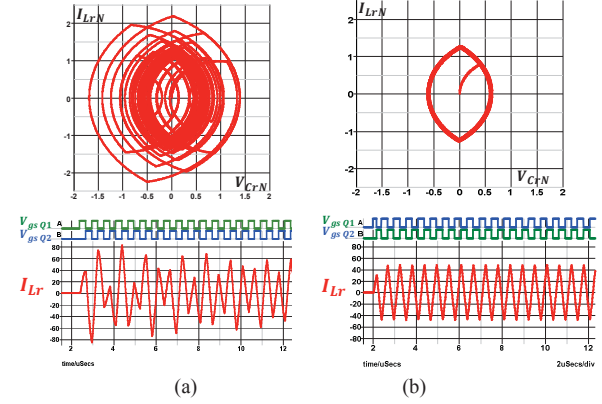 I_LrN
2
1
0
-1
-2
-2 -1.5 -1 -0.5 0 0.5 1 1.5 2
V_CrN
V_gs Q1 A
V_gs Q2 B
I_Lr
80
60
40
20
0
-20
-40
-60
-80
2 4 6 8 10 12
time/uSecs
(a)
I_LrN
2
1
0
-1
-2
-2 -1.5 -1 -0.5 0 0.5 1 1.5 2
V_CrN
V_gs Q1 A
V_gs Q2 B
I_Lr
80
60
40
20
0
-20
-40
-60
-80
2 4 6 8 10 12
time/uSecs 2uSecs/div
(b)